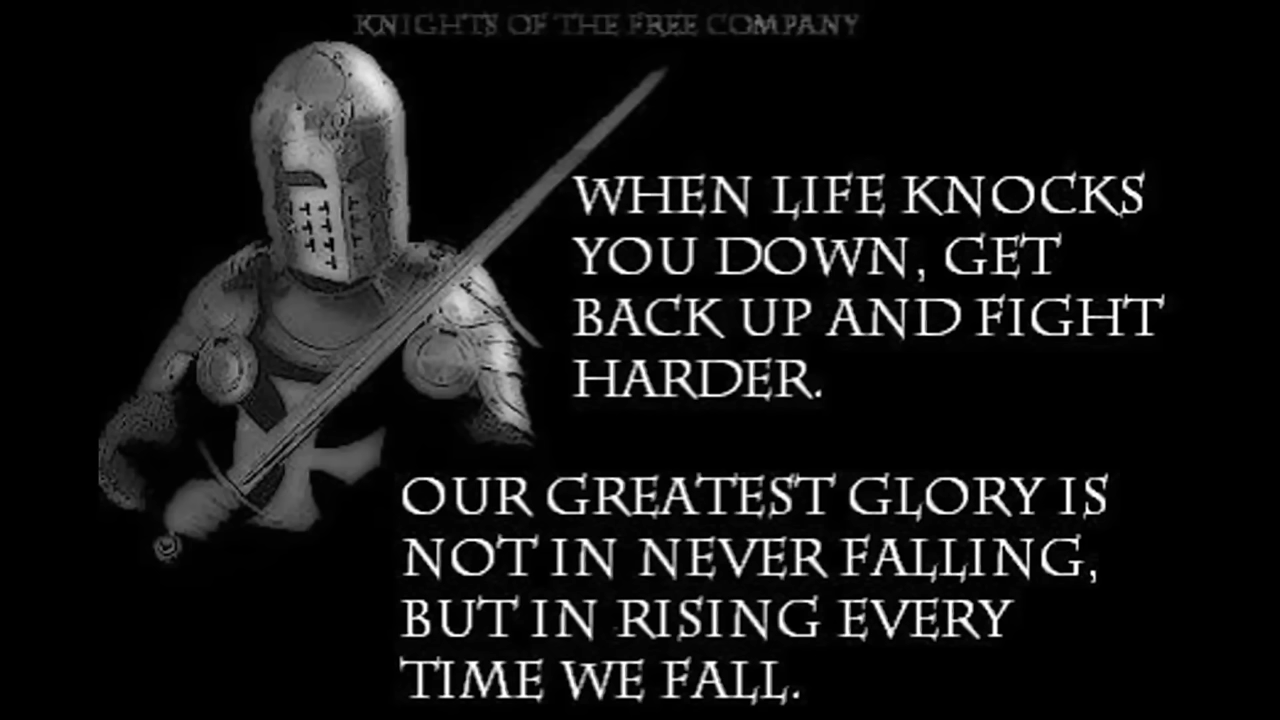 KNIGHTS OF THE FREE COMPANY
WHEN LIFE KNOCKS
YOU DOWN, GET
BACK UP AND FIGHT
HARDER.
OUR GREATEST GLORY IS
NOT IN NEVER FALLING,
BUT IN RISING EVERY
TIME WE FALL.